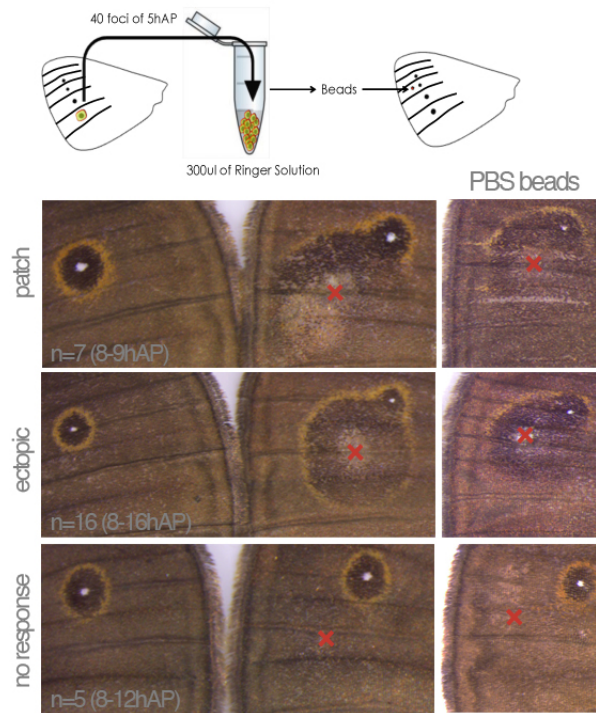 40 foci of 5hAP
Beads
300ul of Ringer Solution
PBS beads
patch
n=7 (8-9hAP)
ectopic
n=16 (8-16hAP)
no response
n=5 (8-12hAP)